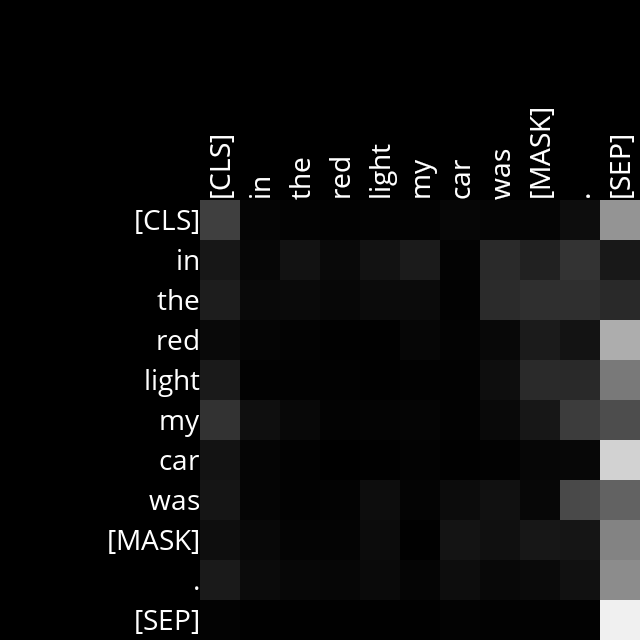 [CLS] in the red light my car was [MASK] . [SEP]
[CLS]
in
the
red
light
my
car
was
[MASK]
.
[SEP]